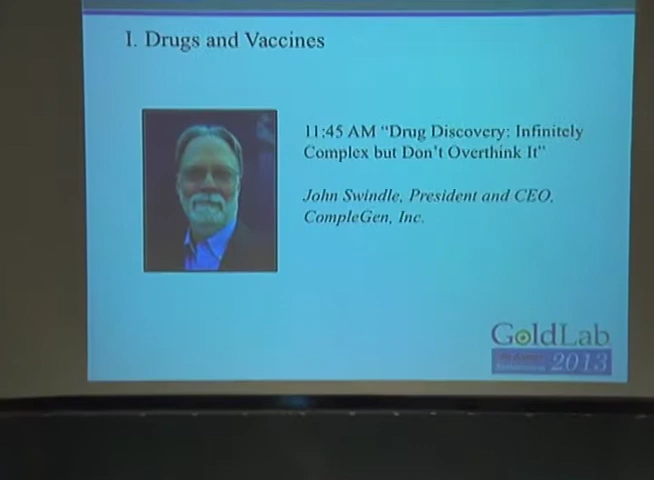 I. Drugs and Vaccines
11:45 AM "Drug Discovery: Infinitely
Complex but Don't Overthink It"
John Swindle, President and CEO,
CompleGen, Inc.
GoldLab
2013